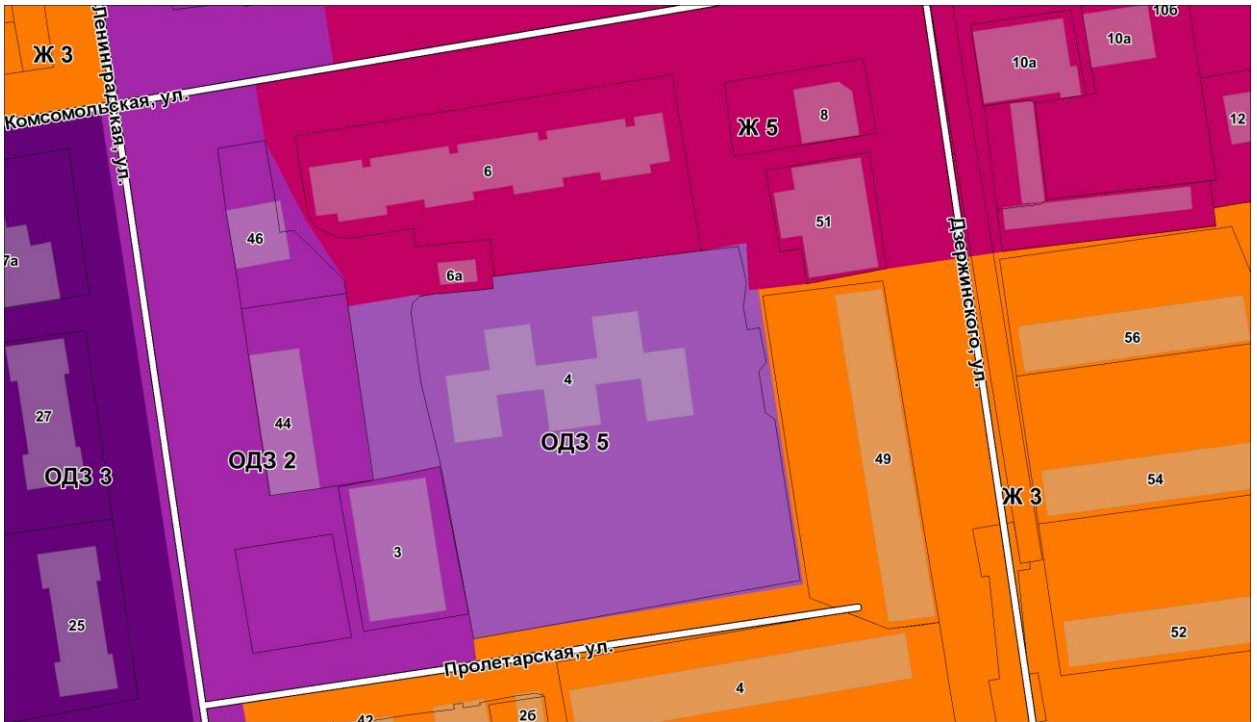 Ж 3
Ленинградская, ул.
Комсомольская, ул.
10б
10а
10а
8
Ж 5
12
6
51
46
7а
6а
Дзержинского, ул.
56
4
27
44
ОДЗ 5
ОДЗ 2
49
ОДЗ 3
54
Ж 3
3
25
52
Пролетарская, ул.
4
42
2б